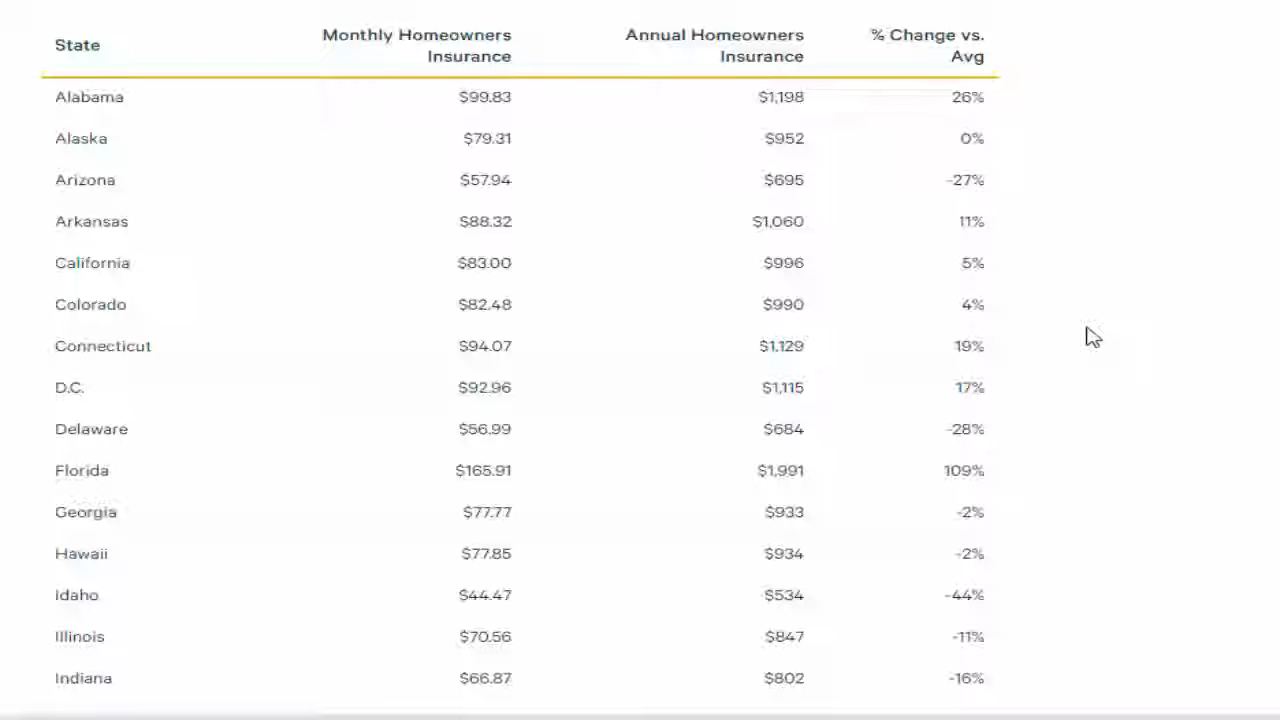 State Monthly Homeowners Insurance Annual Homeowners Insurance % Change vs. Avg
Alabama $99.83 $1,198 26%
Alaska $79.31 $952 0%
Arizona $57.94 $695 -27%
Arkansas $88.32 $1,060 11%
California $83.00 $996 5%
Colorado $82.48 $990 4%
Connecticut $94.07 $1,129 19%
D.C. $92.96 $1,115 17%
Delaware $56.99 $684 -28%
Florida $165.91 $1,991 109%
Georgia $77.77 $933 -2%
Hawaii $77.85 $934 -2%
Idaho $44.47 $534 -44%
Illinois $70.56 $847 -11%
Indiana $66.87 $802 -16%